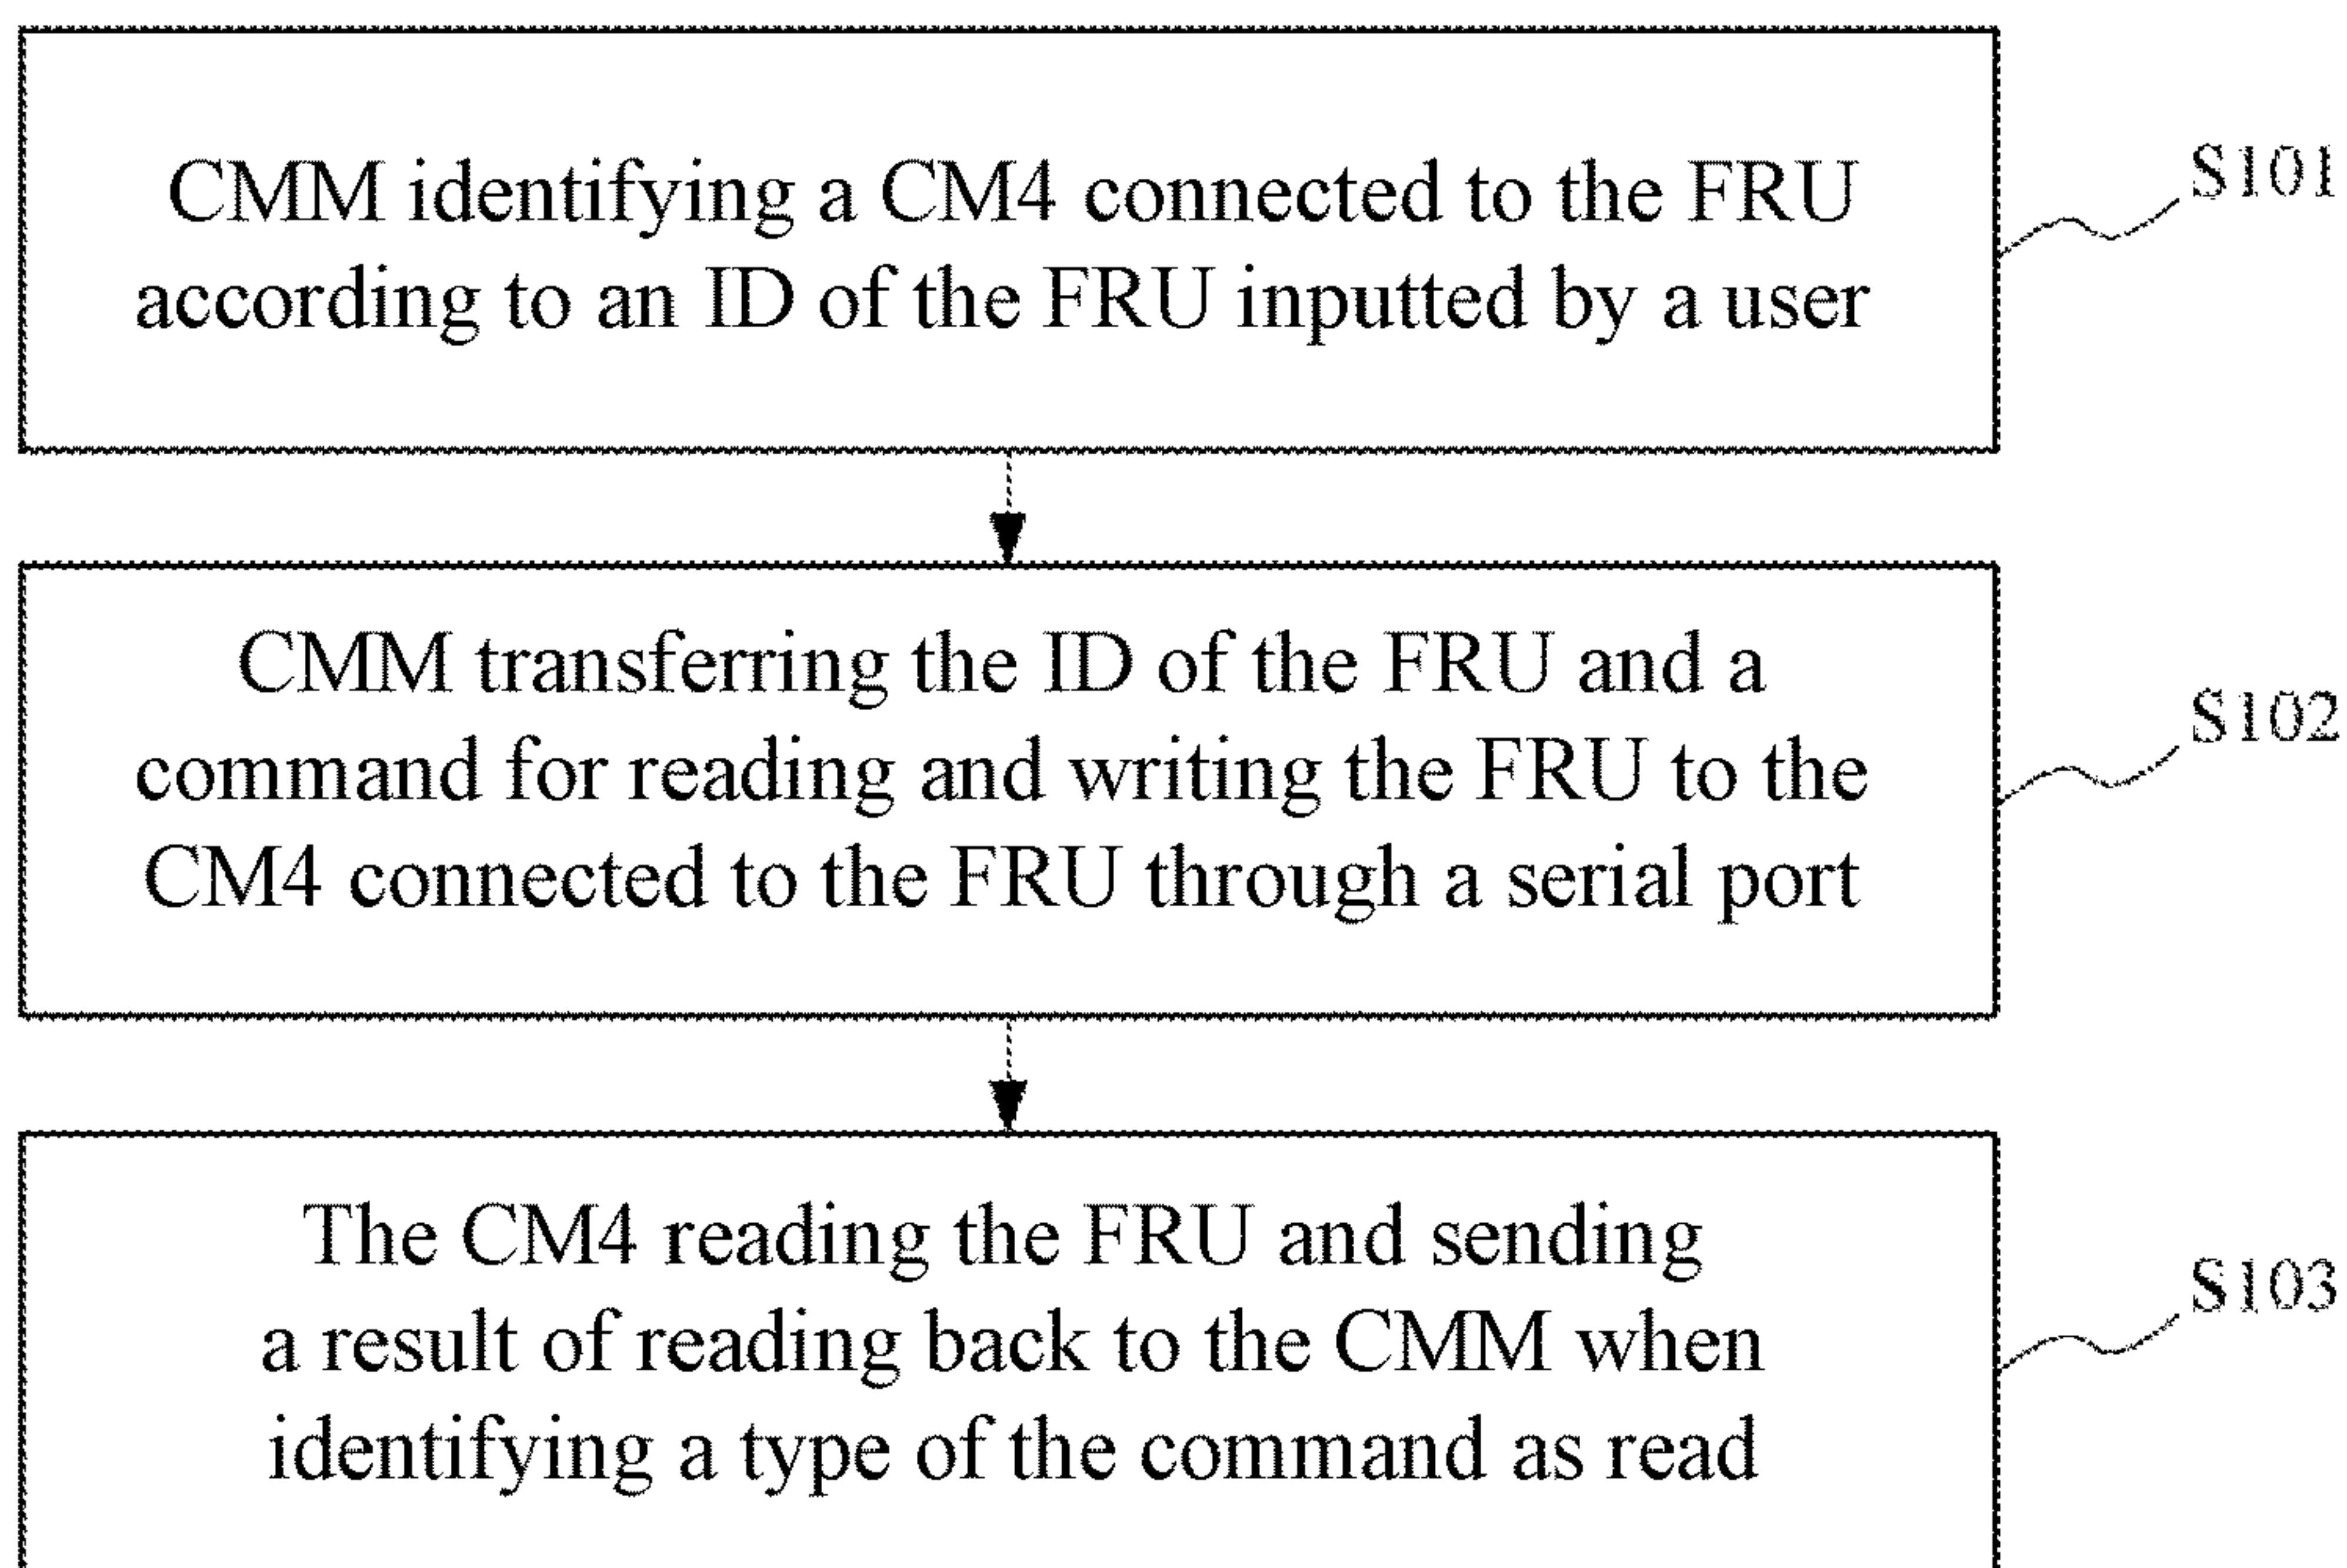 CMM identifying a CM4 connected to the FRU
according to an ID of the FRU inputted by a user
S101
CMM transferring the ID of the FRU and a
command for reading and writing the FRU to the
CM4 connected to the FRU through a serial port
S102
The CM4 reading the FRU and sending
a result of reading back to the CMM when
identifying a type of the command as read
S103